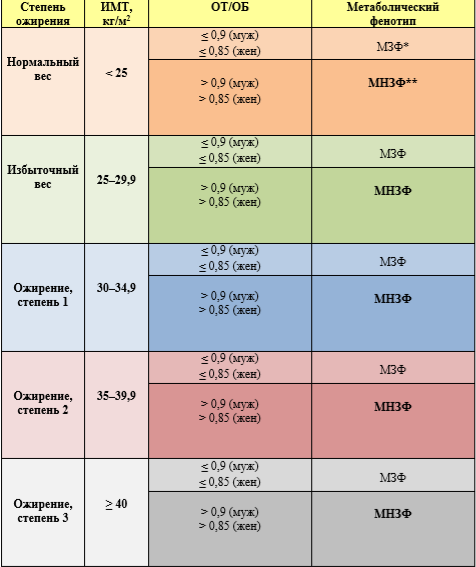 Степень ожирения
ИМТ, кг/м²
ОТ/ОБ
Метаболический фенотип
Нормальный вес
< 25
≤ 0,9 (муж)
≤ 0,85 (жен)
МЗФ*
> 0,9 (муж)
> 0,85 (жен)
МНЗФ**
Избыточный вес
25–29,9
≤ 0,9 (муж)
≤ 0,85 (жен)
МЗФ
> 0,9 (муж)
> 0,85 (жен)
МНЗФ
Ожирение, степень 1
30–34,9
≤ 0,9 (муж)
≤ 0,85 (жен)
МЗФ
> 0,9 (муж)
> 0,85 (жен)
МНЗФ
Ожирение, степень 2
35–39,9
≤ 0,9 (муж)
≤ 0,85 (жен)
МЗФ
> 0,9 (муж)
> 0,85 (жен)
МНЗФ
Ожирение, степень 3
≥ 40
≤ 0,9 (муж)
≤ 0,85 (жен)
МЗФ
> 0,9 (муж)
> 0,85 (жен)
МНЗФ